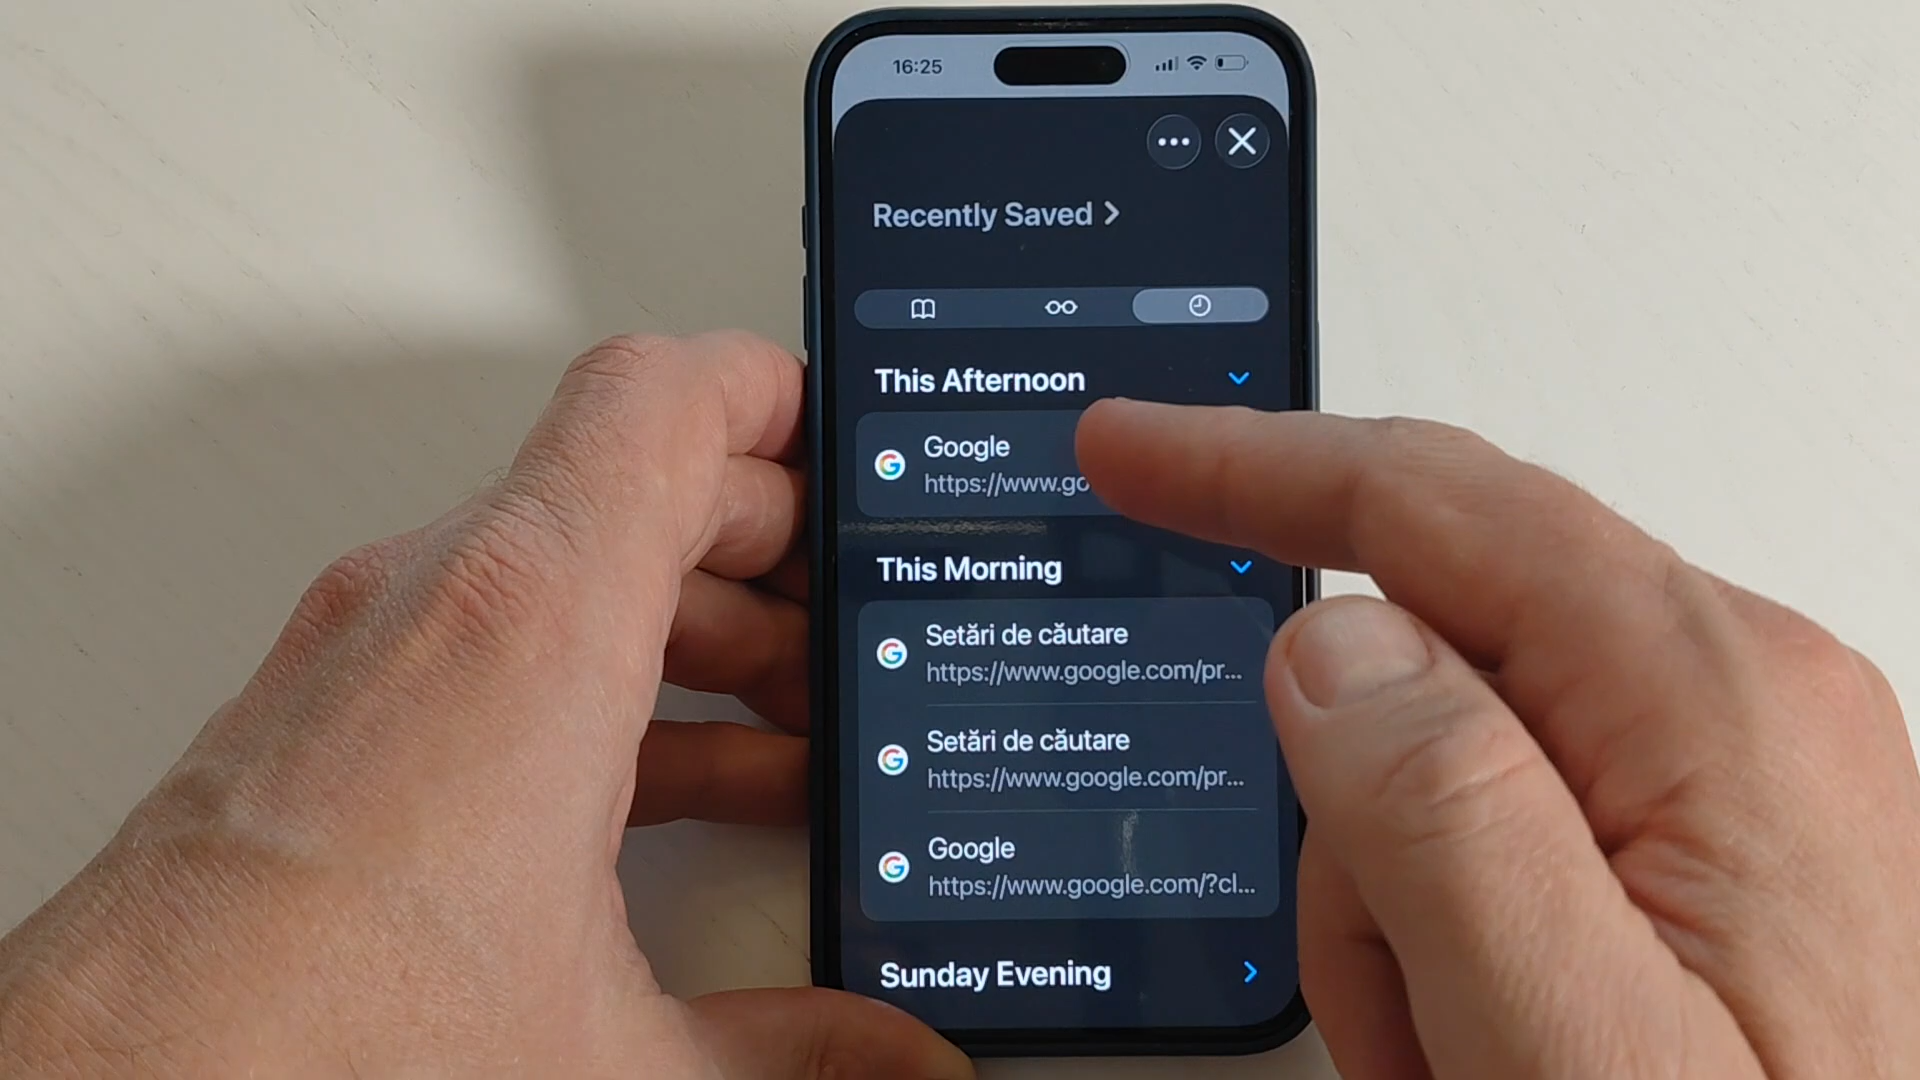 16:25
Recently Saved
This Afternoon
Google
https://www.go
This Morning
Setări de căutare
https://www.google.com/pr...
Setări de căutare
https://www.google.com/pr...
Google
https://www.google.com/?cl...
Sunday Evening